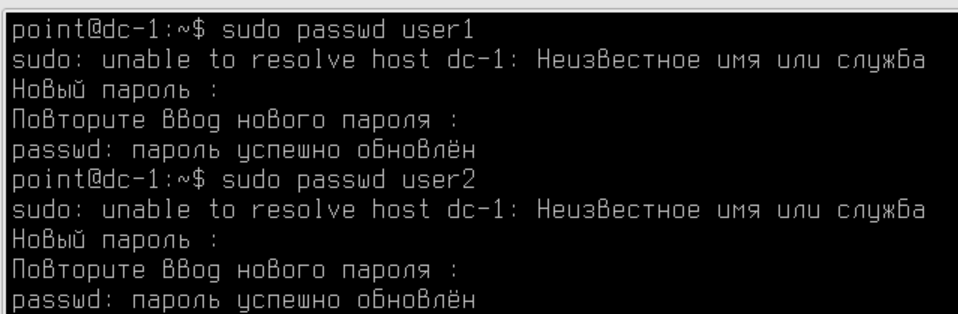 point@dc-1:~$ sudo passwd user1
sudo: unable to resolve host dc-1: Неизвестное имя или служба
Новый пароль :
Повторите ввод нового пароля :
passwd: пароль успешно обновлён
point@dc-1:~$ sudo passwd user2
sudo: unable to resolve host dc-1: Неизвестное имя или служба
Новый пароль :
Повторите ввод нового пароля :
passwd: пароль успешно обновлён